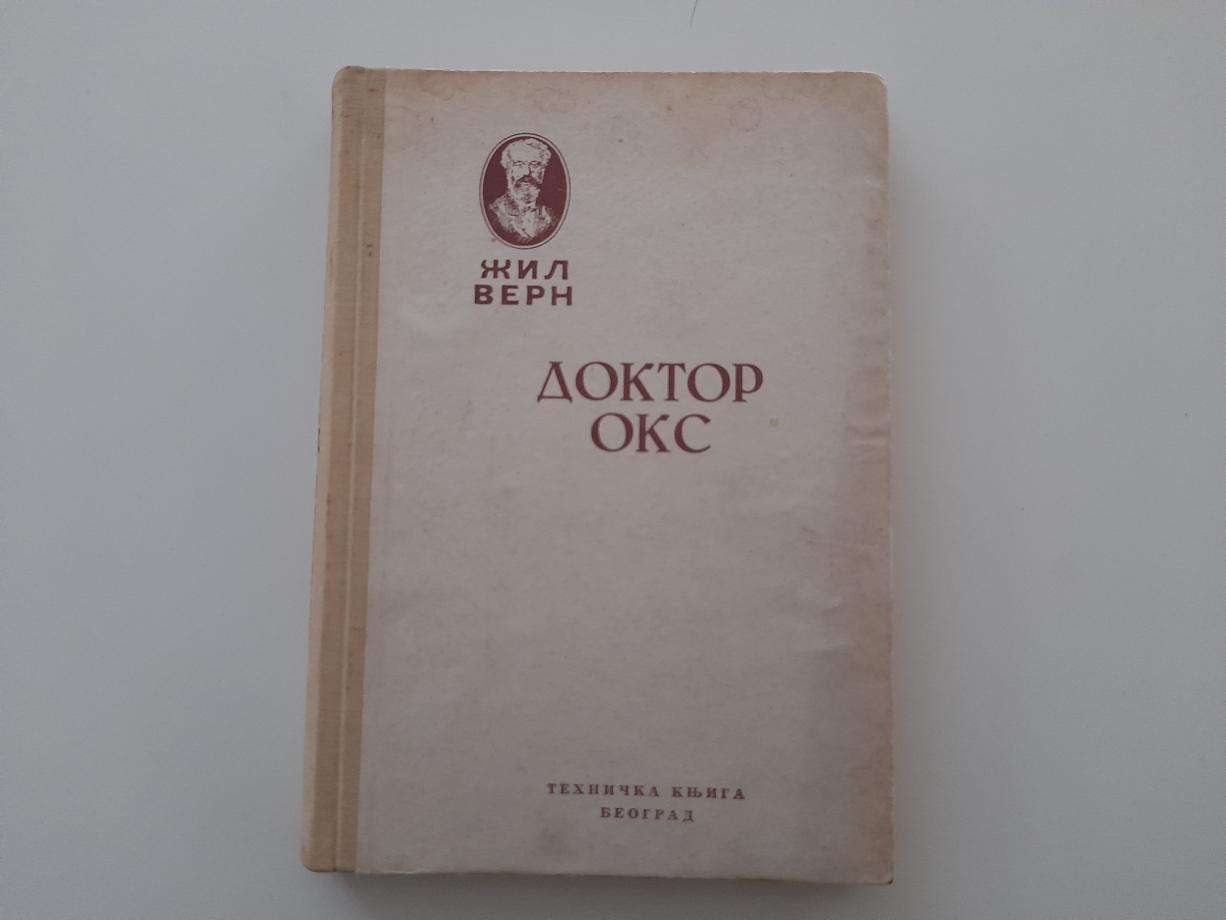 ЖИЛ
ВЕРН
ДОКТОР
ОКС
ТЕХНИЧКА КЊИГА
БЕОГРАД